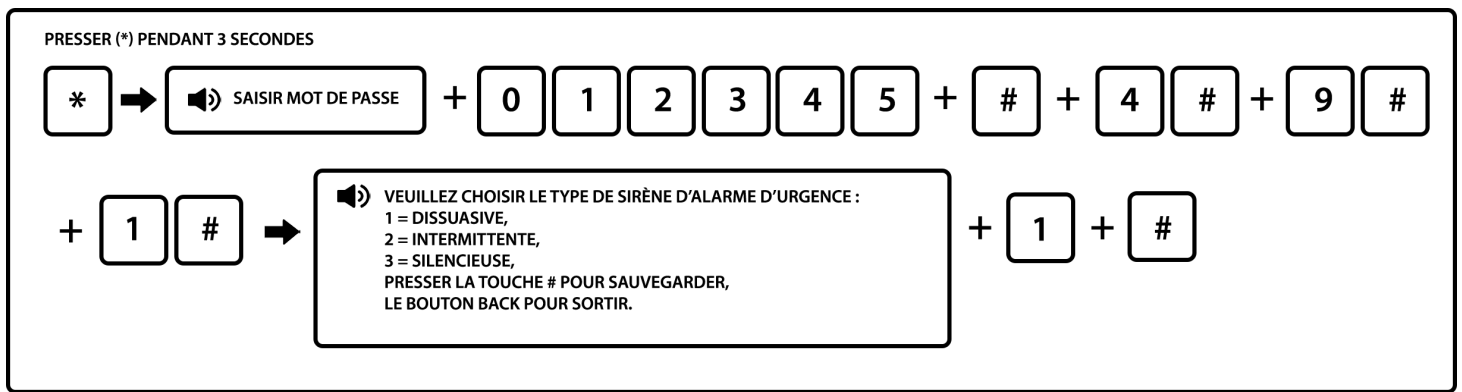 PRESSER (*) PENDANT 3 SECONDES
* SAISIR MOT DE PASSE + 0 1 2 3 4 5 + # + 4 # + 9 #
+ 1 # VEUILLEZ CHOISIR LE TYPE DE SIRÈNE D’ALARME D’URGENCE :
1 = DISSUASIVE,
2 = INTERMITTENTE,
3 = SILENCIEUSE,
PRESSER LA TOUCHE # POUR SAUVEGARDER,
LE BOUTON BACK POUR SORTIR.
+ 1 + #